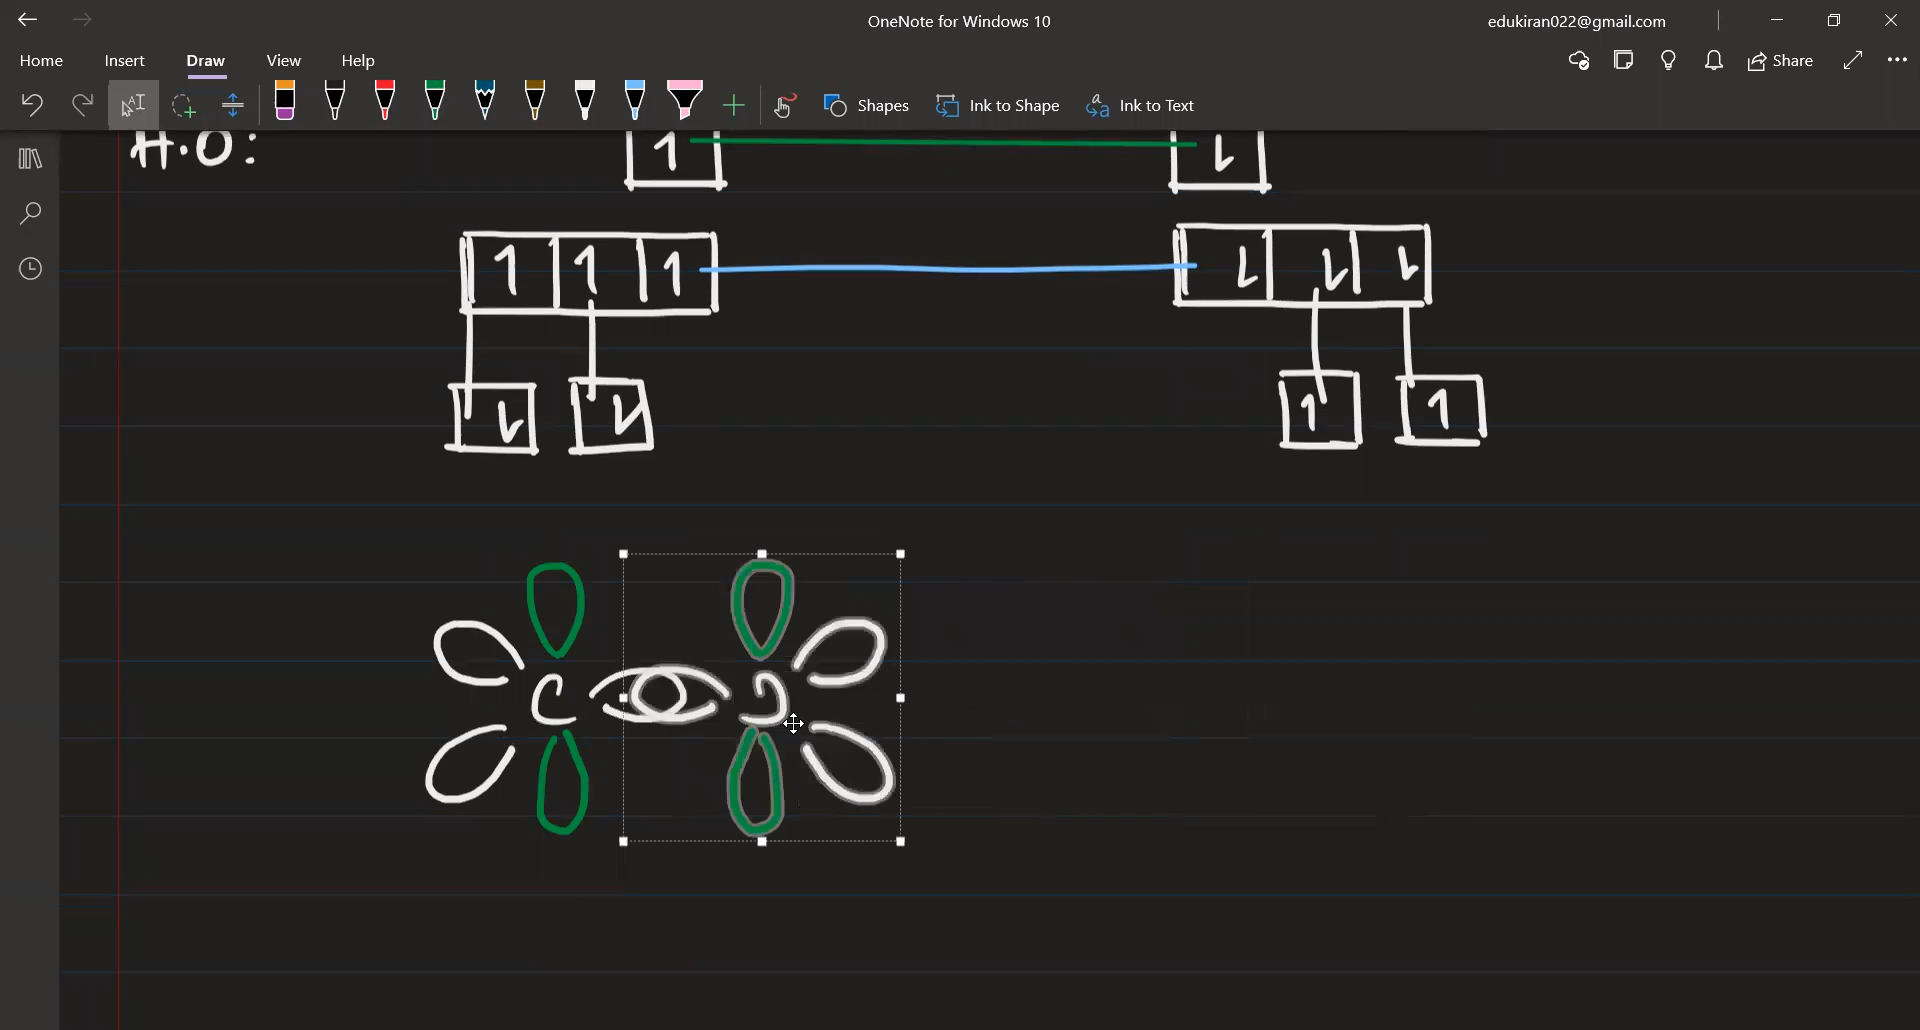 OneNote for Windows 10
edukiran022@gmail.com
Home Insert Draw View Help
Share
Shapes Ink to Shape Ink to Text
H.O: 1 ⇂
1 1 1 ⇂ ⇂ ⇂
⇂ ⇂ 1 1
C C